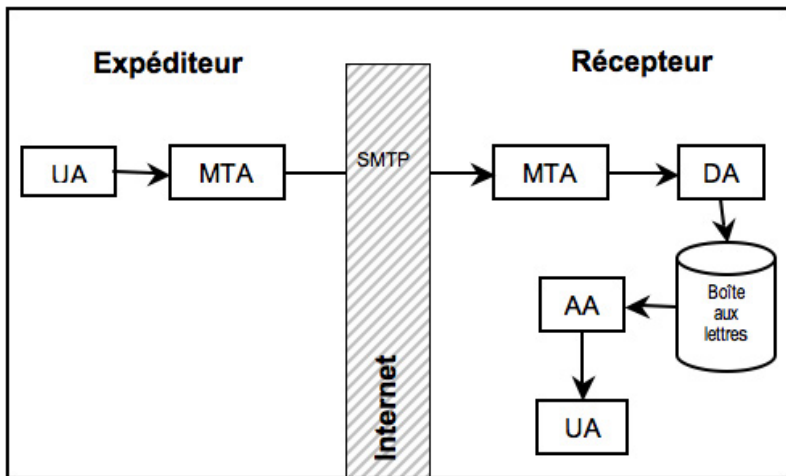 Expéditeur
Récepteur
UA
MTA
SMTP
MTA
DA
Boîte
aux
lettres
AA
UA
Internet